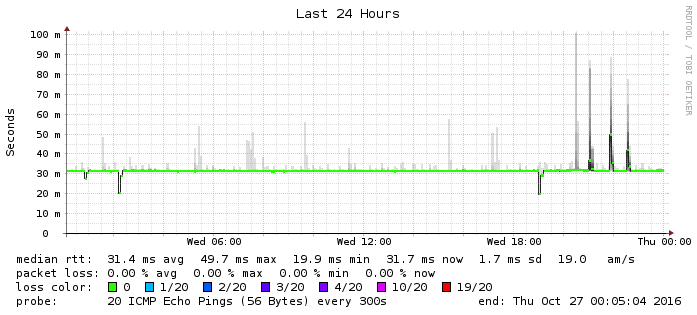 Last 24 Hours
RRDTOOL / TOBI OETIKER
Seconds
100 m
90 m
80 m
70 m
60 m
50 m
40 m
30 m
20 m
10 m
0
Wed 06:00 Wed 12:00 Wed 18:00 Thu 00:00
median rtt: 31.4 ms avg 49.7 ms max 19.9 ms min 31.7 ms now 1.7 ms sd 19.0 am/s
packet loss: 0.00 % avg 0.00 % max 0.00 % min 0.00 % now
loss color: 0 1/20 2/20 3/20 4/20 10/20 19/20
probe: 20 ICMP Echo Pings (56 Bytes) every 300s end: Thu Oct 27 00:05:04 2016